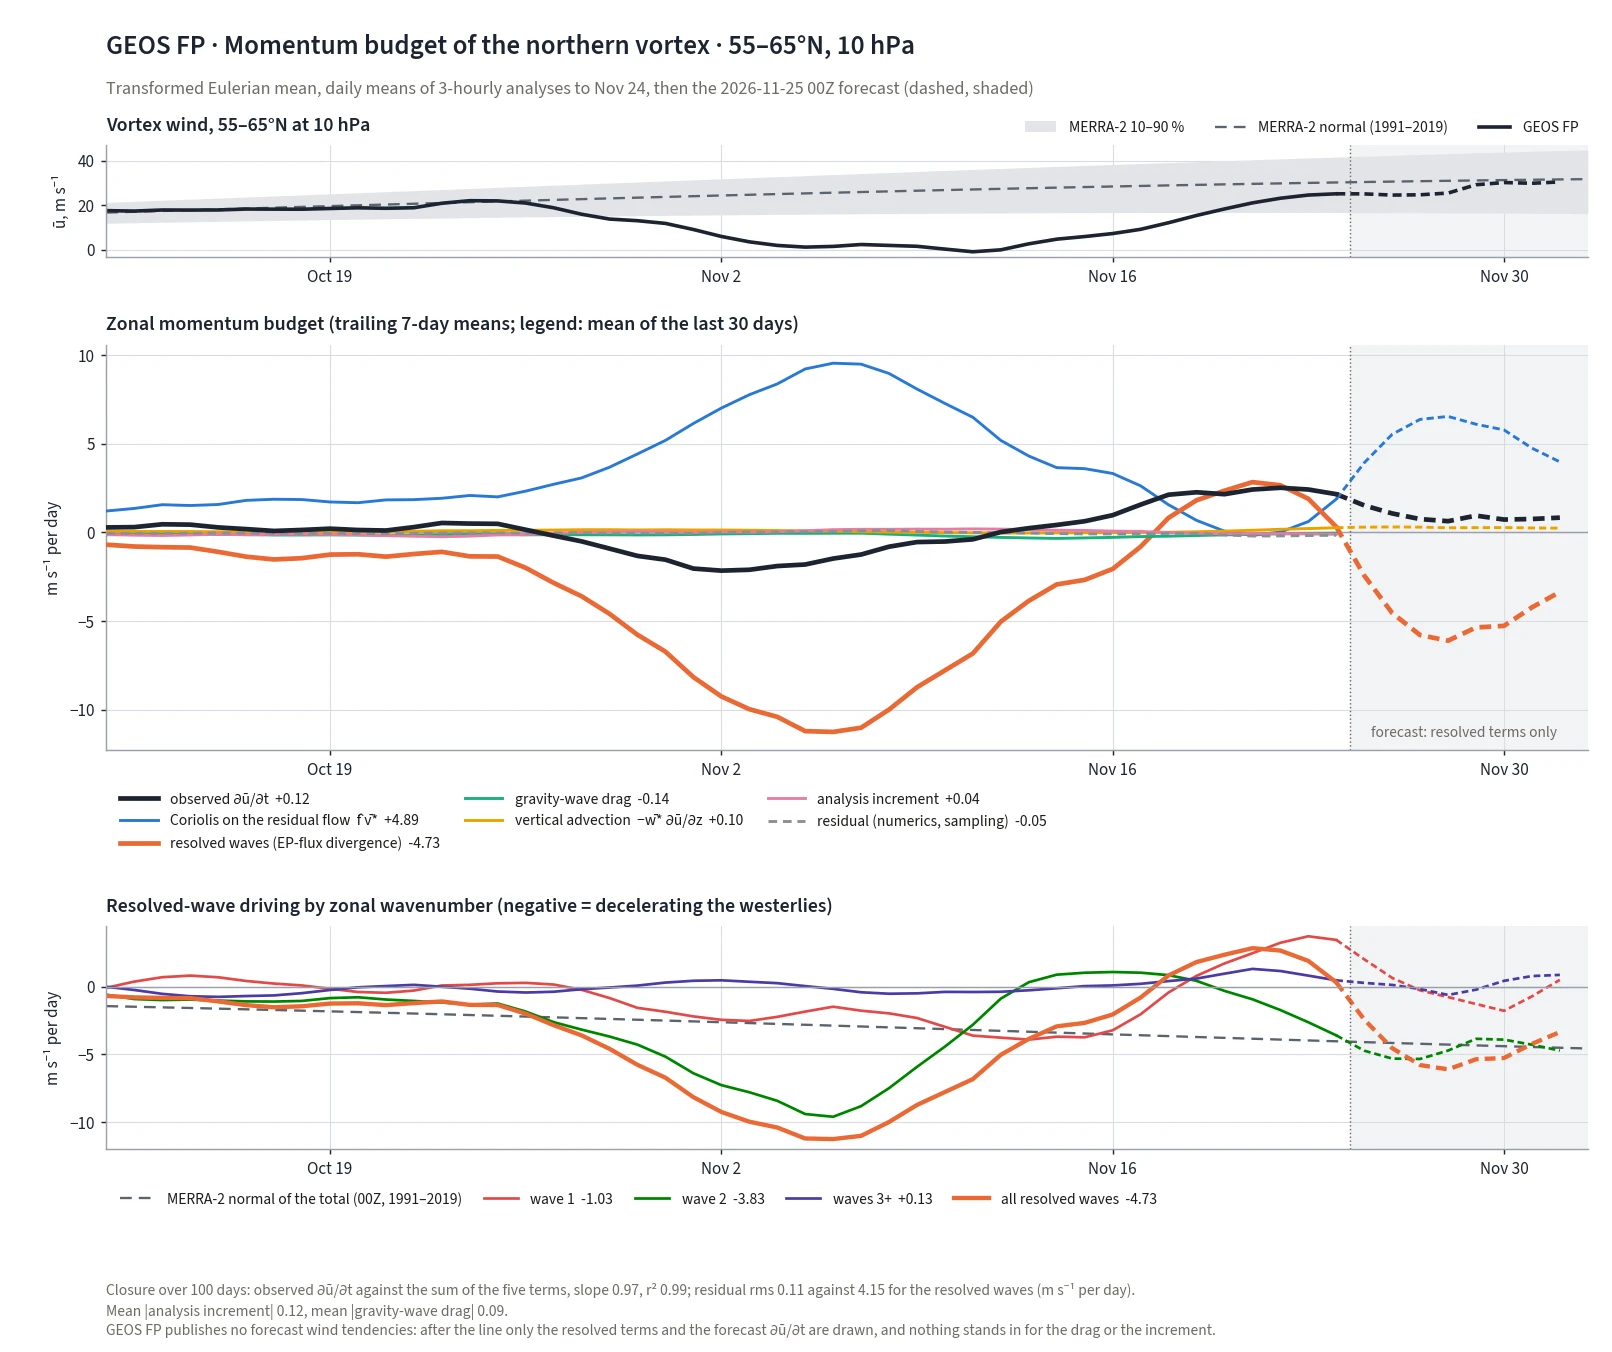 GEOS FP · Momentum budget of the northern vortex · 55–65°N, 10 hPa
Transformed Eulerian mean, daily means of 3-hourly analyses to Nov 24, then the 2026-11-25 00Z forecast (dashed, shaded)
Vortex wind, 55–65°N at 10 hPa
MERRA-2 10–90 %
MERRA-2 normal (1991–2019)
GEOS FP
ū, m s⁻¹
40
20
0
Oct 19
Nov 2
Nov 16
Nov 30
Zonal momentum budget (trailing 7-day means; legend: mean of the last 30 days)
m s⁻¹ per day
10
5
0
−5
−10
forecast: resolved terms only
Oct 19
Nov 2
Nov 16
Nov 30
observed ∂ū/∂t +0.12
gravity-wave drag -0.14
analysis increment +0.04
Coriolis on the residual flow f v̄* +4.89
vertical advection −w̄* ∂ū/∂z +0.10
residual (numerics, sampling) -0.05
resolved waves (EP-flux divergence) -4.73
Resolved-wave driving by zonal wavenumber (negative = decelerating the westerlies)
m s⁻¹ per day
0
−5
−10
Oct 19
Nov 2
Nov 16
Nov 30
MERRA-2 normal of the total (00Z, 1991–2019)
wave 1 -1.03
wave 2 -3.83
waves 3+ +0.13
all resolved waves -4.73
Closure over 100 days: observed ∂ū/∂t against the sum of the five terms, slope 0.97, r² 0.99; residual rms 0.11 against 4.15 for the resolved waves (m s⁻¹ per day).
Mean |analysis increment| 0.12, mean |gravity-wave drag| 0.09.
GEOS FP publishes no forecast wind tendencies: after the line only the resolved terms and the forecast ∂ū/∂t are drawn, and nothing stands in for the drag or the increment.